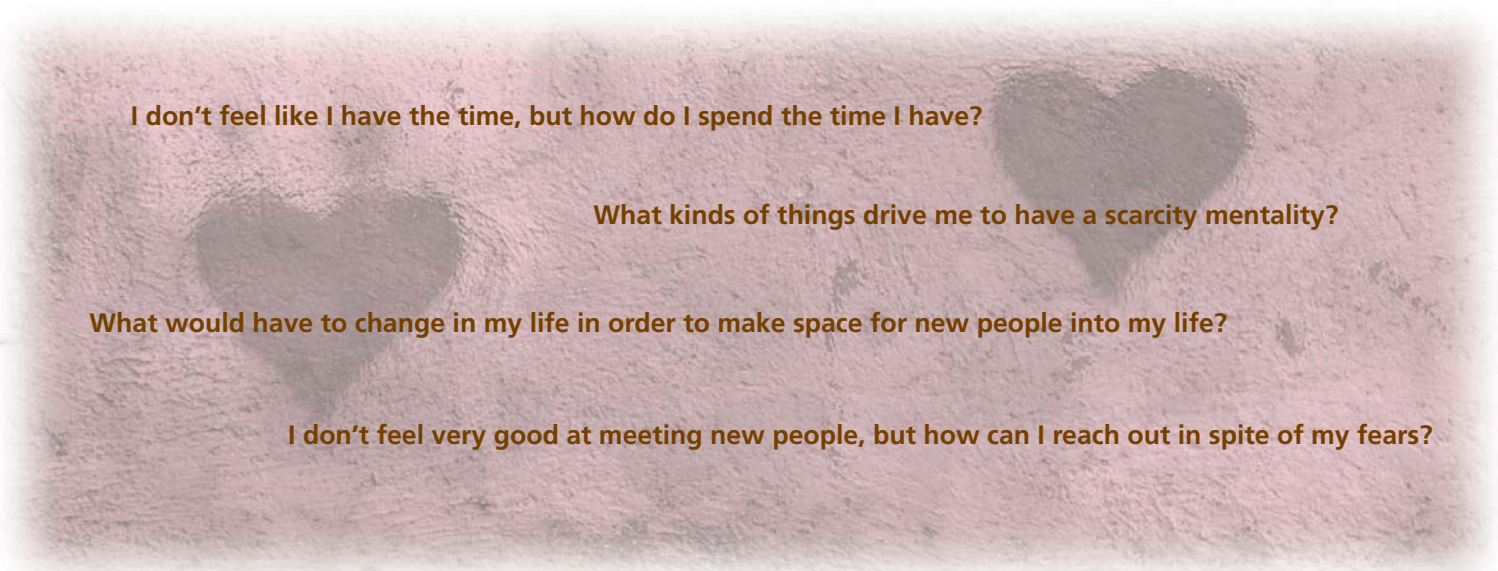 I don’t feel like I have the time, but how do I spend the time I have?
What kinds of things drive me to have a scarcity mentality?
What would have to change in my life in order to make space for new people into my life?
I don’t feel very good at meeting new people, but how can I reach out in spite of my fears?